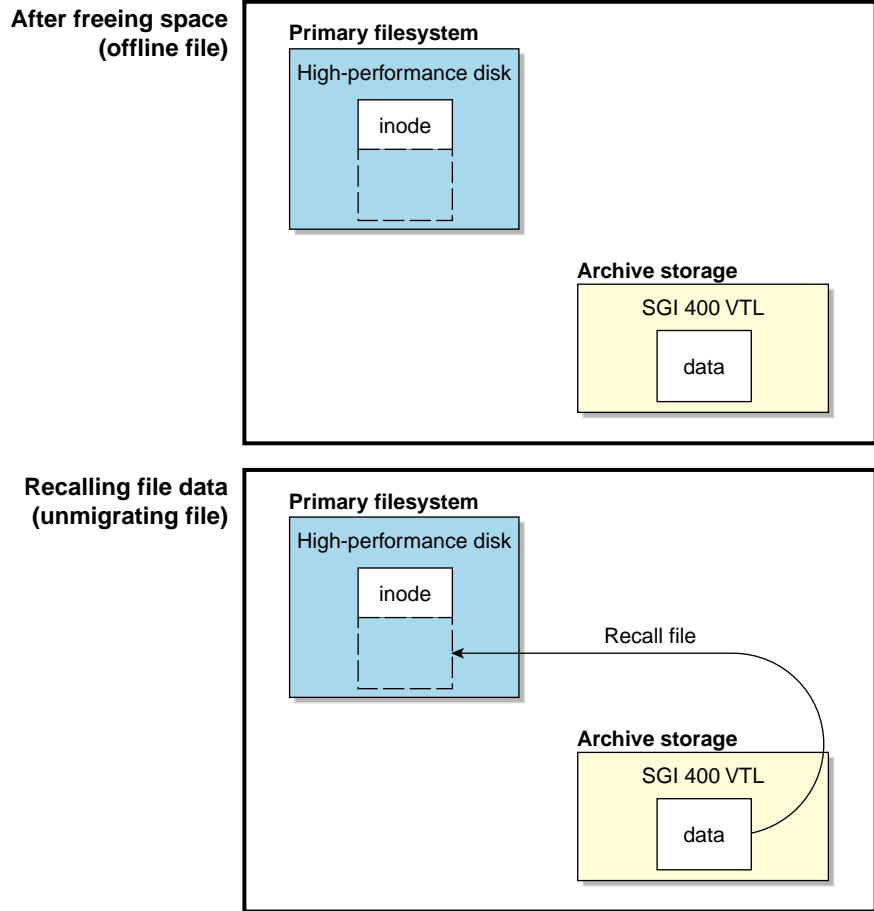 After freeing space
(offline file)
Primary filesystem
High-performance disk
inode
Archive storage
SGI 400 VTL
data
Recalling file data
(unmigrating file)
Primary filesystem
High-performance disk
inode
Recall file
Archive storage
SGI 400 VTL
data